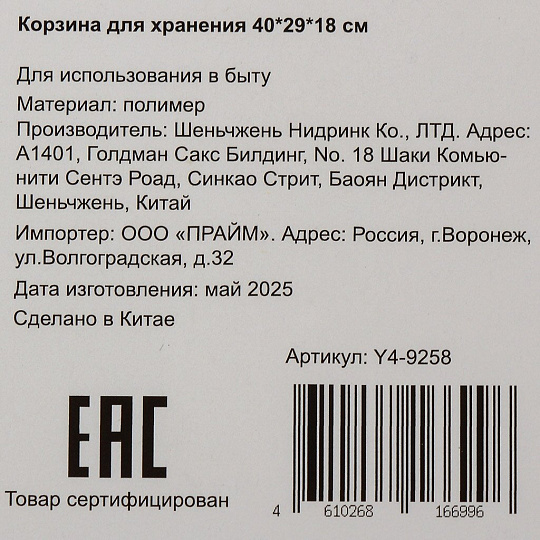 Корзина для хранения 40*29*18 см
Для использования в быту
Материал: полимер
Производитель: Шеньчжень Нидринк Ко., ЛТД. Адрес:
А1401, Голдман Сакс Билдинг, No. 18 Шаки Комью-
нити Сентэ Роад, Синкао Стрит, Баоян Дистрикт,
Шеньчжень, Китай
Импортер: ООО «ПРАЙМ». Адрес: Россия, г.Воронеж,
ул.Волгоградская, д.32
Дата изготовления: май 2025
Сделано в Китае
Артикул: Y4-9258
EAC
Товар сертифицирован
4 610268 166996